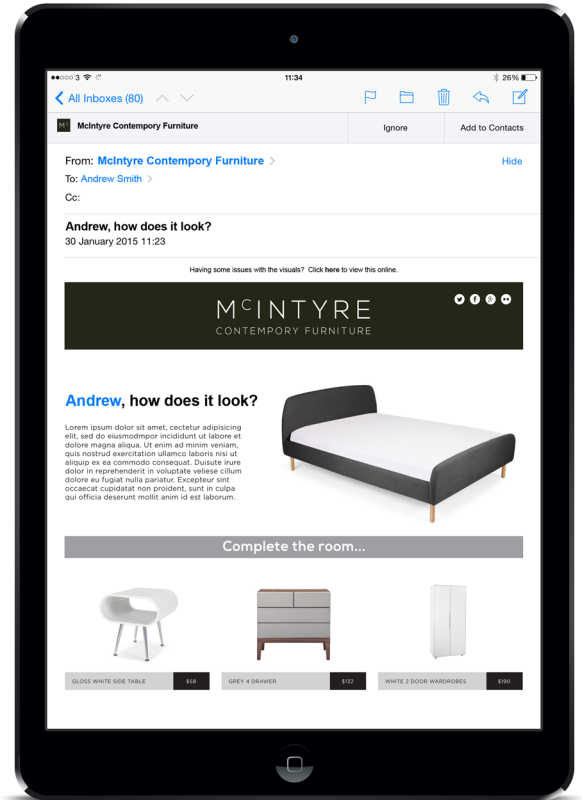 3 11:34 26%
All Inboxes (80)
Mc McIntyre Contempory Furniture Ignore Add to Contacts
From: McIntyre Contempory Furniture Hide
To: Andrew Smith
Cc:
Andrew, how does it look?
30 January 2015 11:23
Having some issues with the visuals? Click here to view this online.
McINTYRE
CONTEMPORY FURNITURE
Andrew, how does it look?
Lorem ipsum dolor sit amet, cectetur adipisicing
elit, sed do eiusmodmpor incididunt ut labore et
dolore magna aliqua. Ut enim ad minim veniam,
quis nostrud exercitation ullamco laboris nisi ut
aliquip ex ea commodo consequat. Duisute irure
dolor in reprehenderit in voluptate veliese cillum
dolore eu fugiat nulla pariatur. Excepteur sint
occaecat cupidatat non proident, sunt in culpa
qui officia deserunt mollit anim id est laborum.
Complete the room...
GLOSS WHITE SIDE TABLE $58 GREY 4 DRAWER $132 WHITE 2 DOOR WARDROBES $190